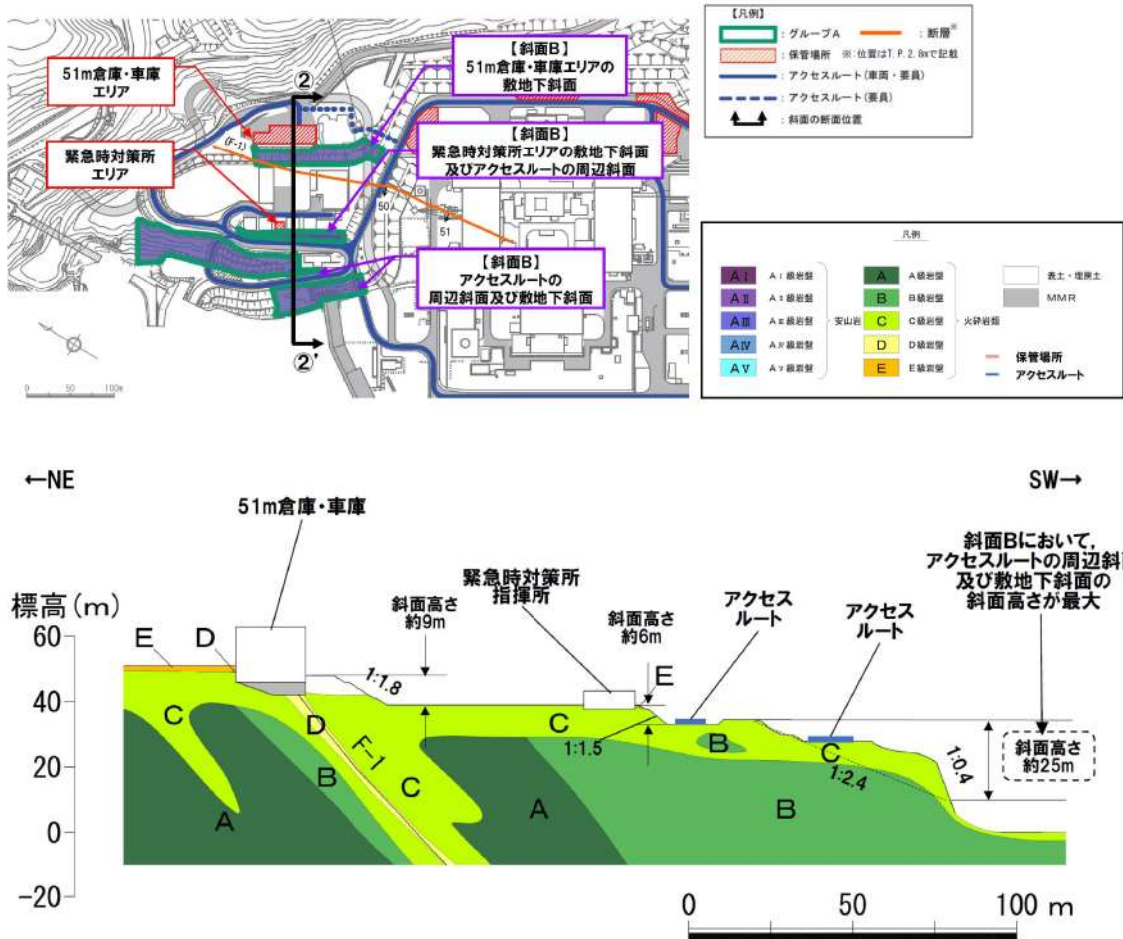 【斜面B】
51m倉庫・車庫エリアの
敷地下斜面
51m倉庫・車庫
エリア
②
(F-1)
【斜面B】
緊急時対策所エリアの敷地下斜面
及びアクセスルートの周辺斜面
緊急時対策所
エリア
50
51
【斜面B】
アクセスルートの
周辺斜面及び敷地下斜面
②'
0 50 100m
【凡例】
:グループA
:断層※
:保管場所 ※:位置はT.P.2.8mで記載
:アクセスルート(車両・要員)
:アクセスルート(要員)
:斜面の断面位置
凡例
AⅠ AⅠ級岩盤
AⅡ AⅡ級岩盤
AⅢ AⅢ級岩盤
AⅣ AⅣ級岩盤
AⅤ AⅤ級岩盤
安山岩
A A級岩盤
B B級岩盤
C C級岩盤
D D級岩盤
E E級岩盤
火砕岩類
表土・埋戻土
MMR
保管場所
アクセスルート
←NE
SW→
51m倉庫・車庫
緊急時対策所
指揮所
斜面高さ
約9m
斜面高さ
約6m
アクセス
ルート
アクセス
ルート
斜面Bにおいて,
アクセスルートの周辺斜
及び敷地下斜面の
斜面高さが最大
標高(m)
60
40
20
0
-20
E
D
1:1.8
C
D
F-1
B
A
C
A
C
E
1:1.5
B
B
C
1:2.4
1:0.4
斜面高さ
約25m
0 50 100 m